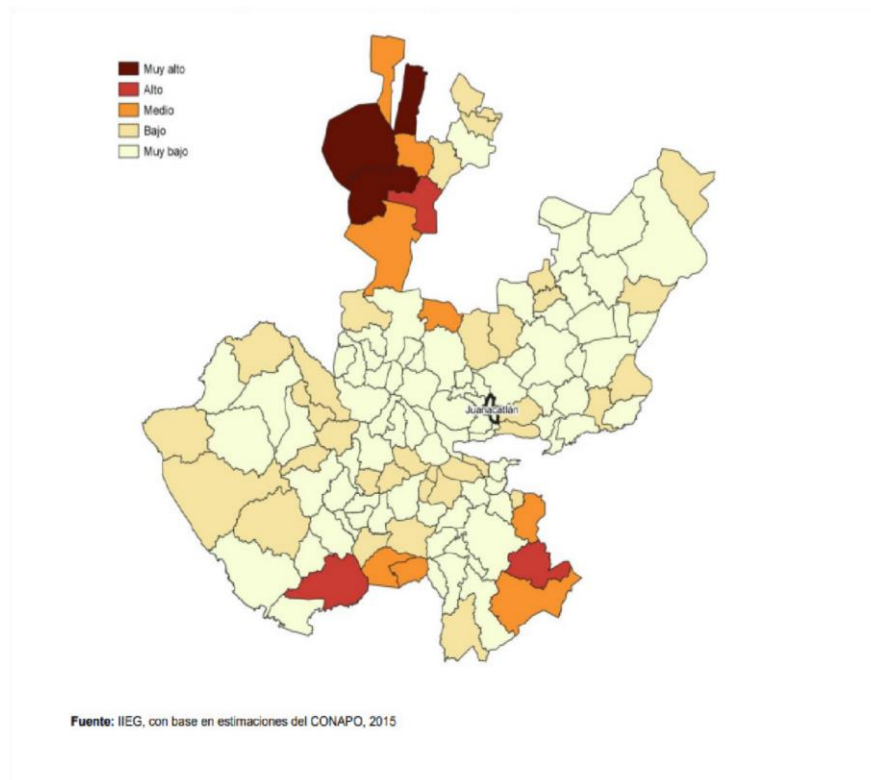 Muy alto
Alto
Medio
Bajo
Muy bajo
Juanacatlán
Fuente: IIEG, con base en estimaciones del CONAPO, 2015